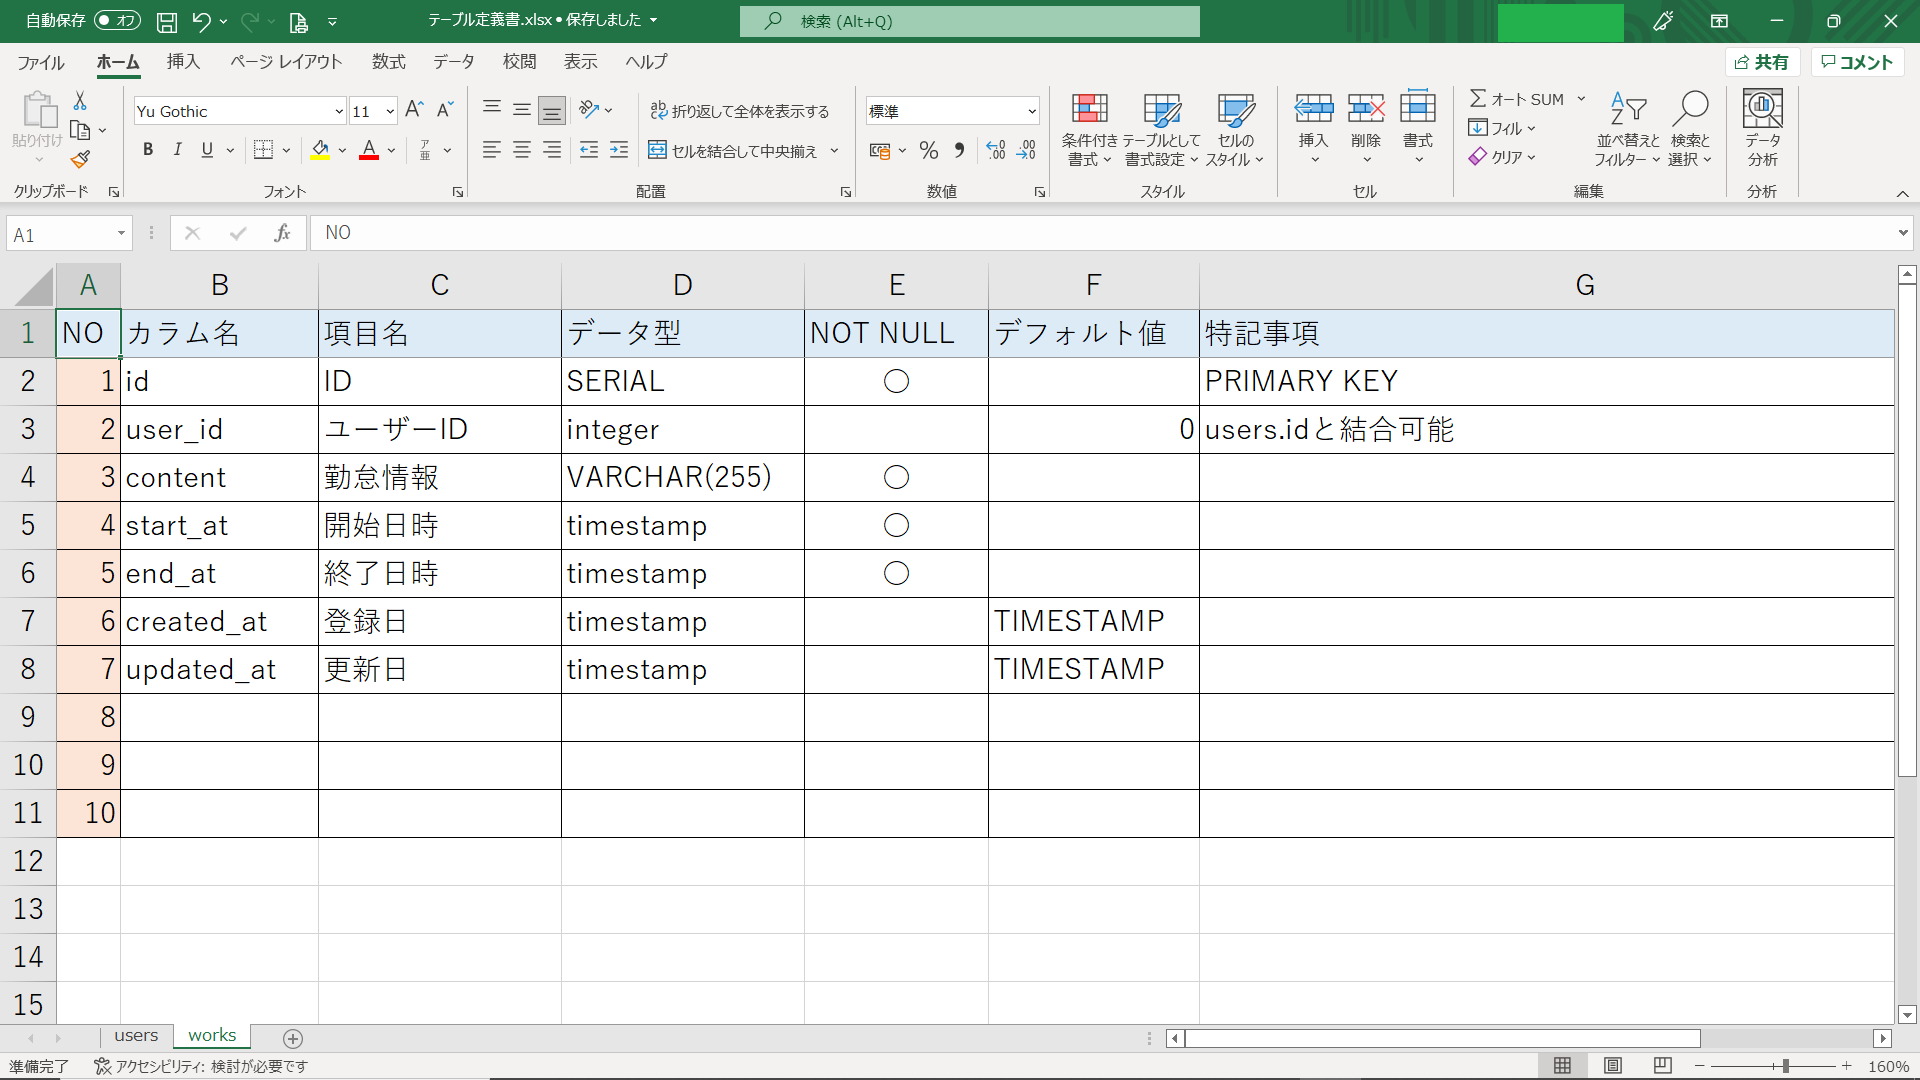 自動保存 オフ テーブル定義書.xlsx • 保存しました 検索 (Alt+Q)
ファイル ホーム 挿入 ページ レイアウト 数式 データ 校閲 表示 ヘルプ 共有 コメント
貼り付け
クリップボード
Yu Gothic 11
B I U A ア亜
フォント
ab 折り返して全体を表示する
セルを結合して中央揃え
配置
標準
% 9 .00 .00
数値
条件付き書式 テーブルとして書式設定 セルのスタイル
スタイル
挿入 削除 書式
セル
オート SUM
フィル
クリア
並べ替えとフィルター 検索と選択
編集
データ分析
分析
A1 fx NO
A B C D E F G
1 NO カラム名 項目名 データ型 NOT NULL デフォルト値 特記事項
2 1 id ID SERIAL ○ PRIMARY KEY
3 2 user_id ユーザーID integer 0 users.idと結合可能
4 3 content 勤怠情報 VARCHAR(255) ○
5 4 start_at 開始日時 timestamp ○
6 5 end_at 終了日時 timestamp ○
7 6 created_at 登録日 timestamp TIMESTAMP
8 7 updated_at 更新日 timestamp TIMESTAMP
9 8
10 9
11 10
12
13
14
15
users works
準備完了 アクセシビリティ: 検討が必要です 160%